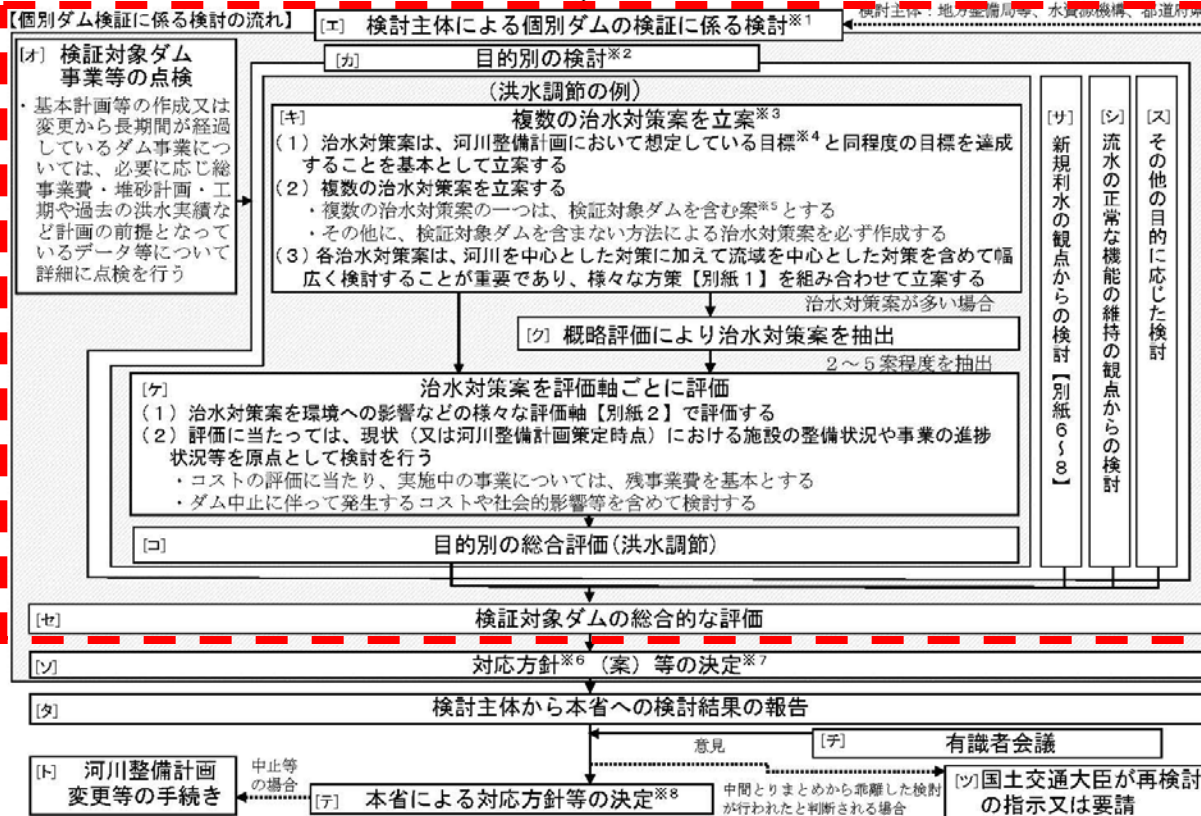 【個別ダム検証に係る検討の流れ】
[エ] 検討主体による個別ダムの検証に係る検討※1
検討主体：地方整備局等、水資源機構、都道府
[オ] 検証対象ダム
事業等の点検
・基本計画等の作成又は
変更から長期間が経過
しているダム事業につ
いては、必要に応じ総
事業費・堆砂計画・工
期や過去の洪水実績な
ど計画の前提となって
いるデータ等について
詳細に点検を行う
[カ] 目的別の検討※2
（洪水調節の例）
[キ] 複数の治水対策案を立案※3
（１）治水対策案は、河川整備計画において想定している目標※4と同程度の目標を達成
することを基本として立案する
（２）複数の治水対策案を立案する
・複数の治水対策案の一つは、検証対象ダムを含む案※5とする
・その他に、検証対象ダムを含まない方法による治水対策案を必ず作成する
（３）各治水対策案は、河川を中心とした対策に加えて流域を中心とした対策を含めて幅
広く検討することが重要であり、様々な方策【別紙１】を組み合わせて立案する
治水対策案が多い場合
[ク] 概略評価により治水対策案を抽出
２～５案程度を抽出
[ケ] 治水対策案を評価軸ごとに評価
（１）治水対策案を環境への影響などの様々な評価軸【別紙２】で評価する
（２）評価に当たっては、現状（又は河川整備計画策定時点）における施設の整備状況や事業の進捗
状況等を原点として検討を行う
・コストの評価に当たり、実施中の事業については、残事業費を基本とする
・ダム中止に伴って発生するコストや社会的影響等を含めて検討する
[コ] 目的別の総合評価（洪水調節）
[サ] 新規利水の観点からの検討【別紙６～８】
[シ] 流水の正常な機能の維持の観点からの検討
[ス] その他の目的に応じた検討
[セ] 検証対象ダムの総合的な評価
[ソ] 対応方針※6（案）等の決定※7
[タ] 検討主体から本省への検討結果の報告
意見
[チ] 有識者会議
[ト] 河川整備計画
変更等の手続き
中止等
の場合
[テ] 本省による対応方針等の決定※8
中間とりまとめから乖離した検討
が行われたと判断される場合
[ツ] 国土交通大臣が再検討
の指示又は要請